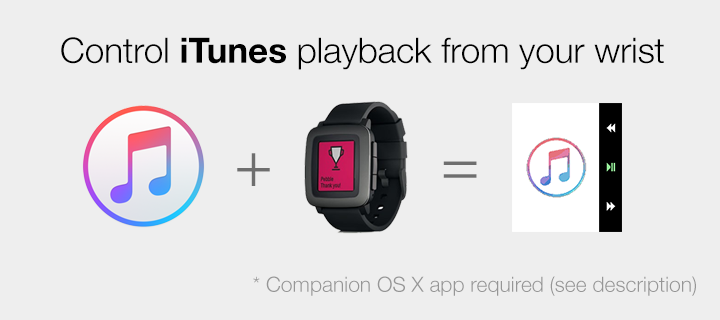 Control iTunes playback from your wrist
+
=
Pebble
Thank you!
* Companion OS X app required (see description)